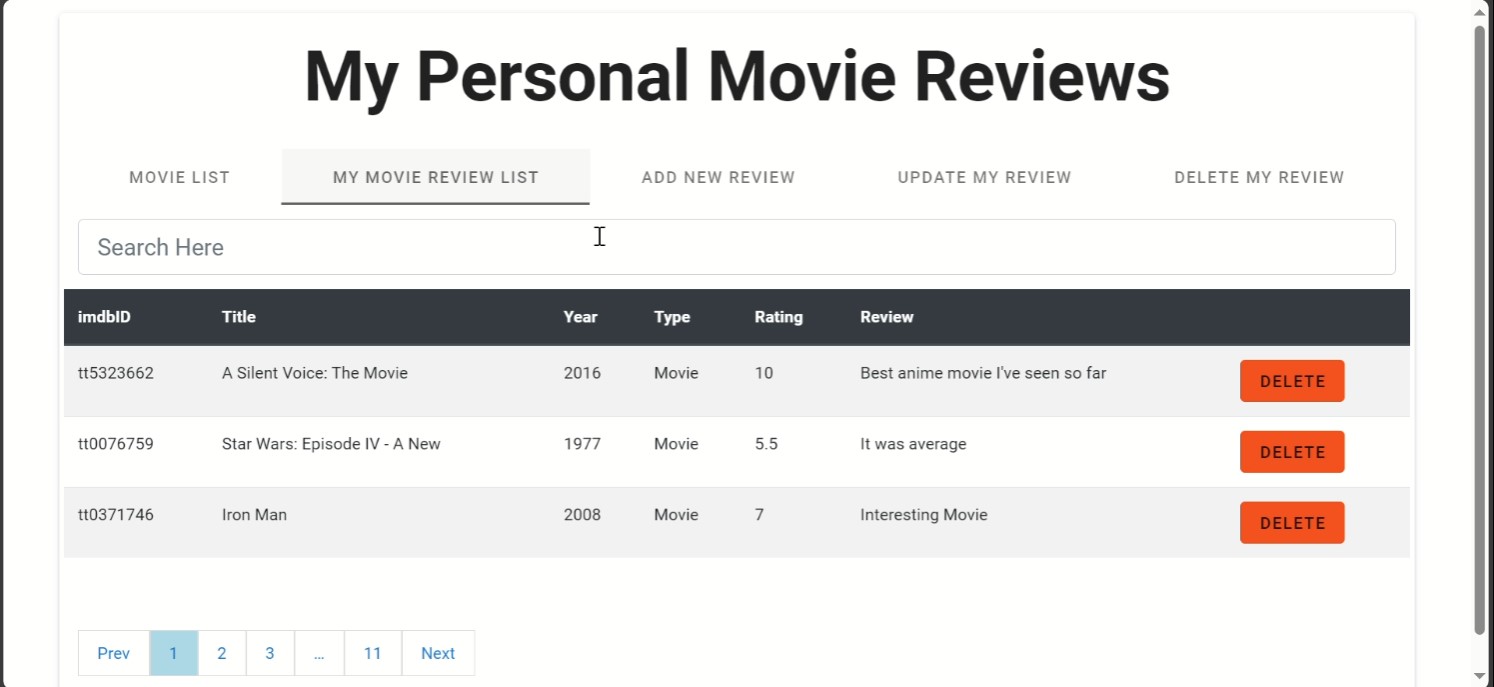 My Personal Movie Reviews
MOVIE LIST MY MOVIE REVIEW LIST ADD NEW REVIEW UPDATE MY REVIEW DELETE MY REVIEW
Search Here
imdbID Title Year Type Rating Review
tt5323662 A Silent Voice: The Movie 2016 Movie 10 Best anime movie I've seen so far DELETE
tt0076759 Star Wars: Episode IV - A New 1977 Movie 5.5 It was average DELETE
tt0371746 Iron Man 2008 Movie 7 Interesting Movie DELETE
Prev 1 2 3 ... 11 Next